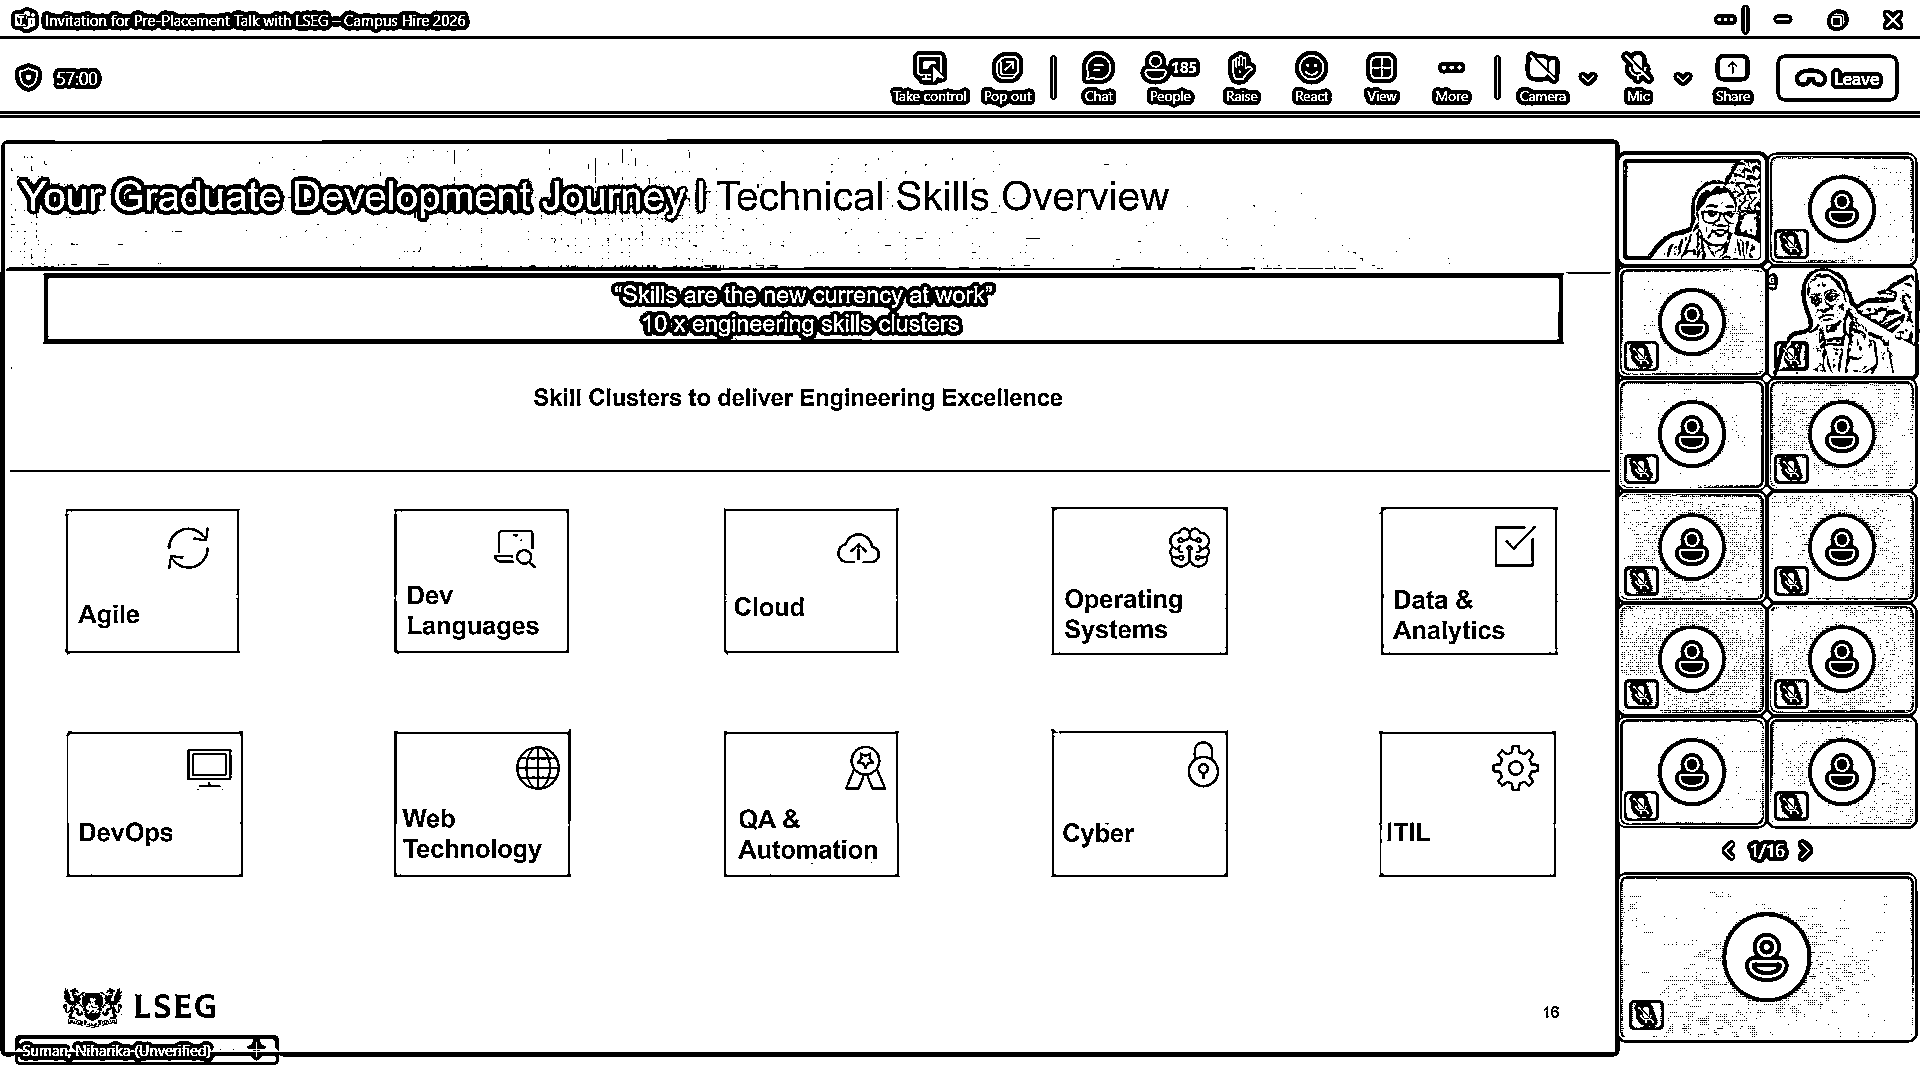 Invitation for Pre-Placement Talk with LSEG – Campus Hire 2026
57:00
Take control
Pop out
Chat
185
People
Raise
React
View
More
Camera
Mic
Share
Leave
Your Graduate Development Journey | Technical Skills Overview
“Skills are the new currency at work”
10 x engineering skills clusters
Skill Clusters to deliver Engineering Excellence
Agile
Dev
Languages
Cloud
Operating
Systems
Data &
Analytics
DevOps
Web
Technology
QA &
Automation
Cyber
ITIL
1/16
LSEG
16
Suman, Niharika (Unverified)